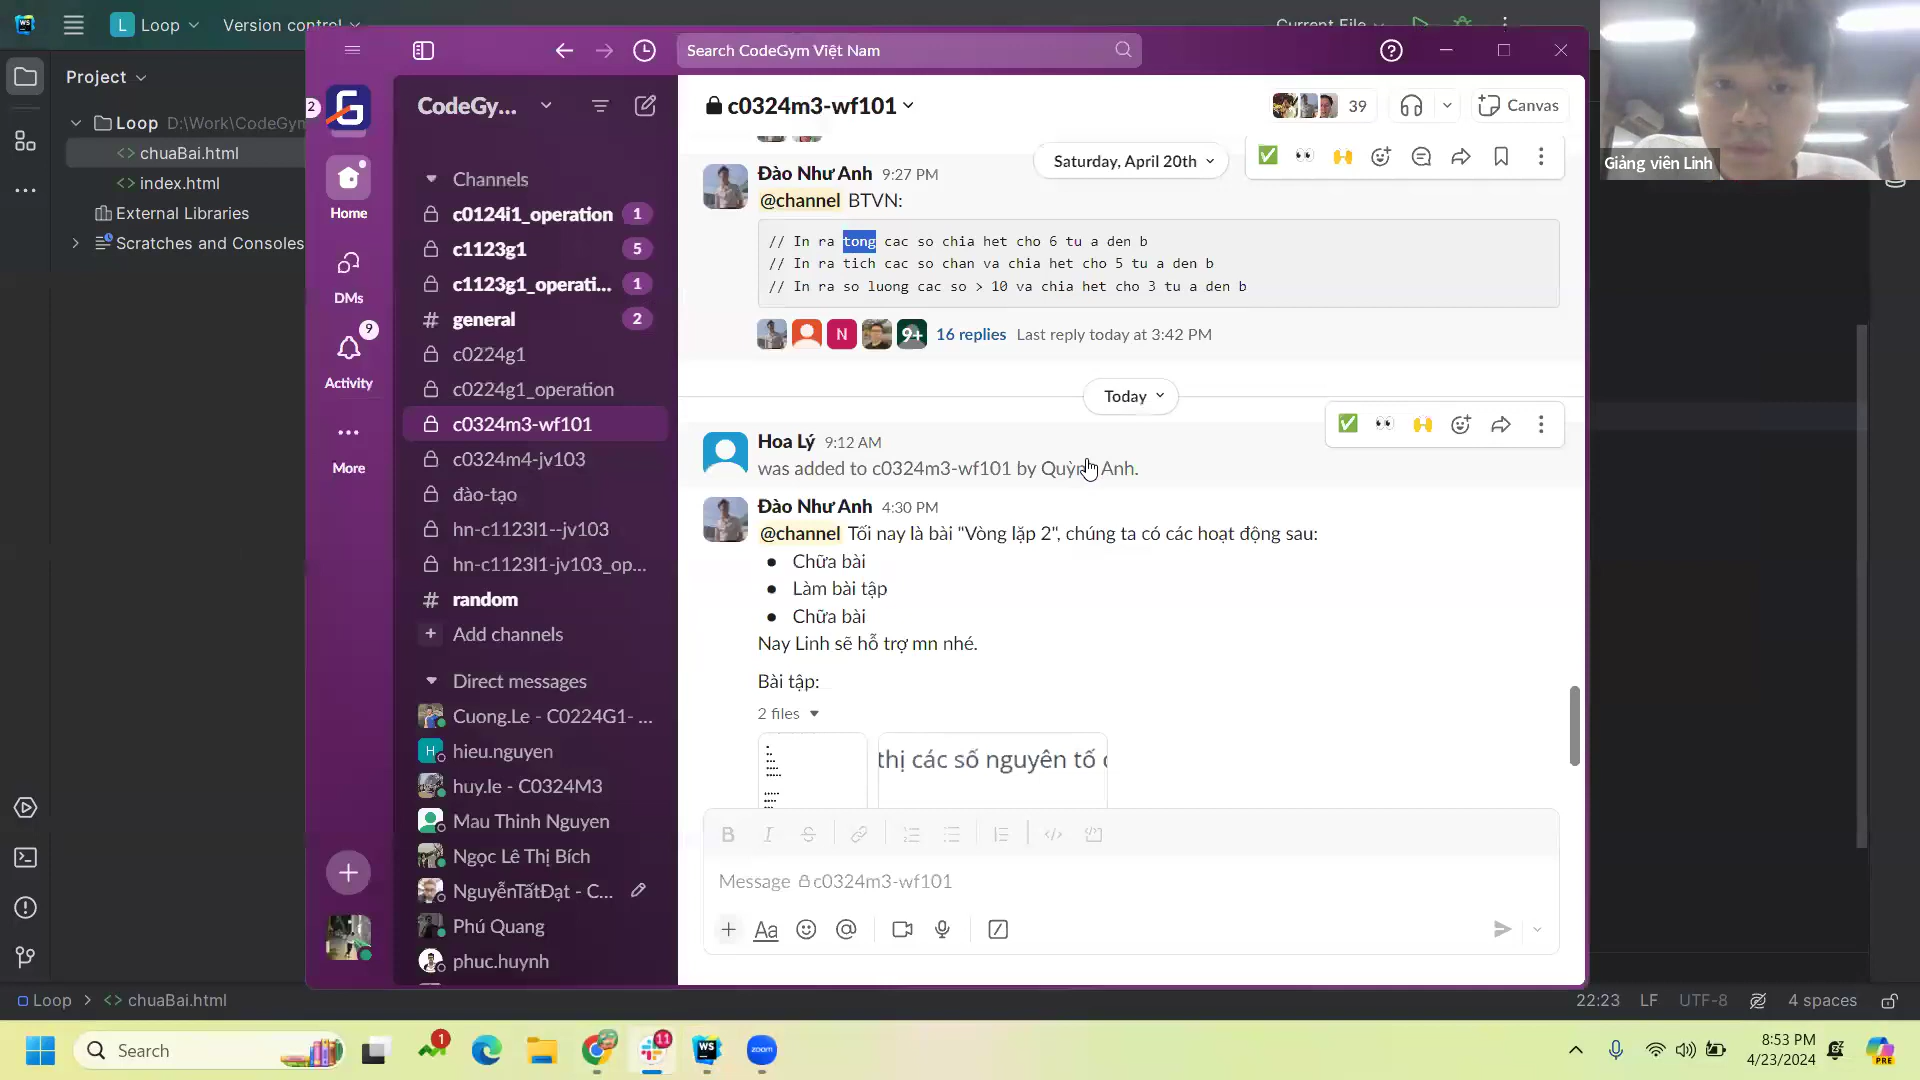 Loop
Version control
Current File
Project
Loop D:\Work\CodeGym
chuaBai.html
index.html
External Libraries
Scratches and Consoles
Search CodeGym Việt Nam
2
Home
DMs
9
Activity
More
CodeGy...
Channels
c0124i1_operation 1
c1123g1 5
c1123g1_operati... 1
general 2
c0224g1
c0224g1_operation
c0324m3-wf101
c0324m4-jv103
đào-tạo
hn-c1123l1--jv103
hn-c1123l1-jv103_op...
random
Add channels
Direct messages
Cuong.Le - C0224G1- ...
hieu.nguyen
huy.le - C0324M3
Mau Thinh Nguyen
Ngọc Lê Thị Bích
NguyễnTấtĐạt - C...
Phú Quang
phuc.huynh
c0324m3-wf101
39
Canvas
Saturday, April 20th
Đào Như Anh 9:27 PM
@channel BTVN:
// In ra tong cac so chia het cho 6 tu a den b
// In ra tich cac so chan va chia het cho 5 tu a den b
// In ra so luong cac so > 10 va chia het cho 3 tu a den b
N 9+ 16 replies Last reply today at 3:42 PM
Today
Hoa Lý 9:12 AM
was added to c0324m3-wf101 by Quỳnh Anh.
Đào Như Anh 4:30 PM
@channel Tối nay là bài "Vòng lặp 2", chúng ta có các hoạt động sau:
Chữa bài
Làm bài tập
Chữa bài
Nay Linh sẽ hỗ trợ mn nhé.
Bài tập:
2 files
thị các số nguyên tố
Message c0324m3-wf101
Giảng viên Linh
Loop > chuaBai.html
22:23 LF UTF-8 4 spaces
Search
1
11
zoom
8:53 PM
4/23/2024
PRE